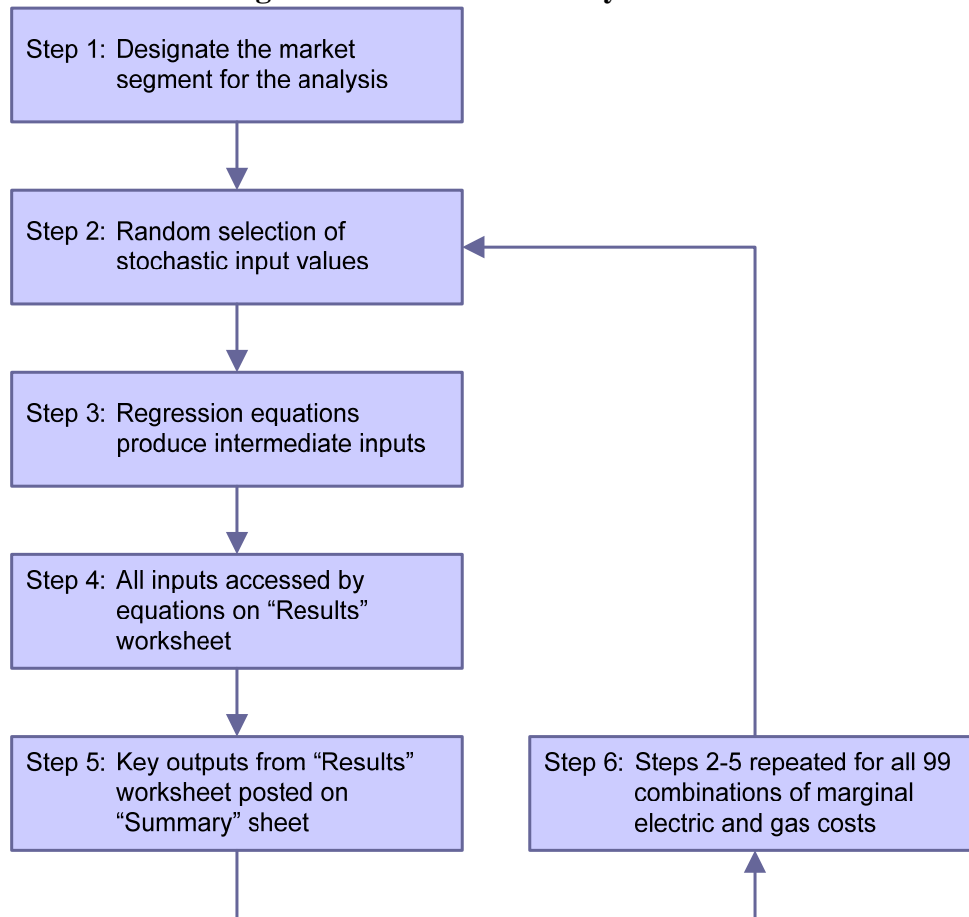 Step 1: Designate the market
segment for the analysis
Step 2: Random selection of
stochastic input values
Step 3: Regression equations
produce intermediate inputs
Step 4: All inputs accessed by
equations on “Results”
worksheet
Step 5: Key outputs from “Results”
worksheet posted on
“Summary” sheet
Step 6: Steps 2-5 repeated for all 99
combinations of marginal
electric and gas costs